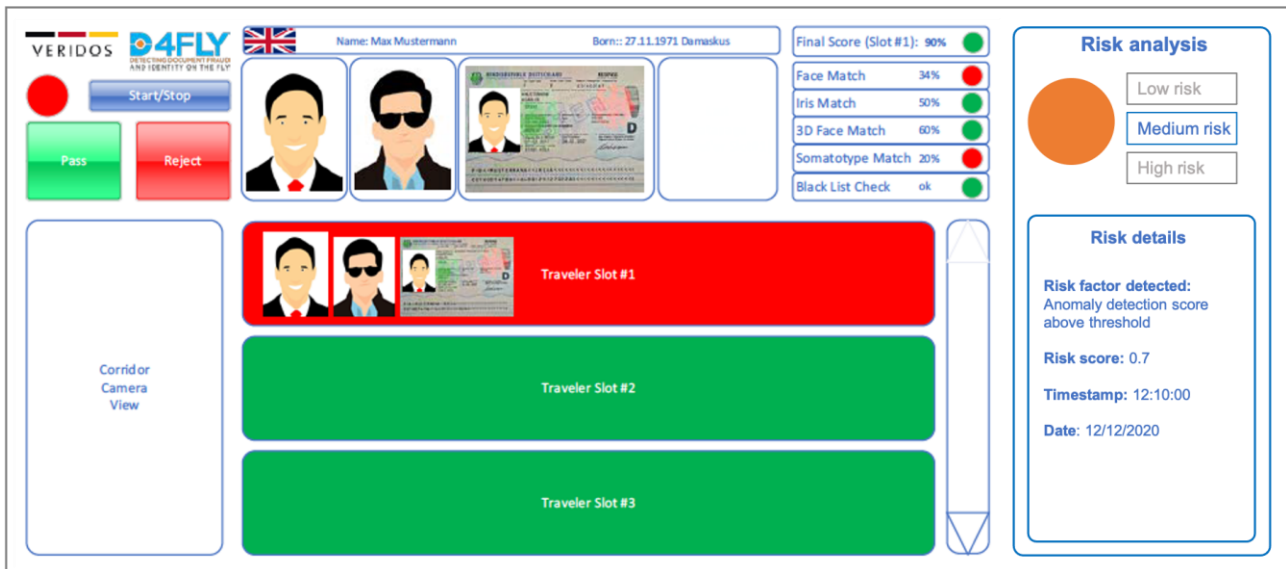 VERIDOS
D4FLY
DETECTING DOCUMENT FRAUD
AND IDENTITY ON THE FLY
Start/Stop
Pass
Reject
Name: Max Mustermann
Born:: 27.11.1971 Damaskus
Final Score (Slot #1): 90%
Face Match 34%
Iris Match 50%
3D Face Match 60%
Somatotype Match 20%
Black List Check ok
BUNDESREPUBLIK DEUTSCHLAND
D
Corridor
Camera
View
Traveler Slot #1
D
Traveler Slot #2
Traveler Slot #3
Risk analysis
Low risk
Medium risk
High risk
Risk details
Risk factor detected:
Anomaly detection score
above threshold
Risk score: 0.7
Timestamp: 12:10:00
Date: 12/12/2020